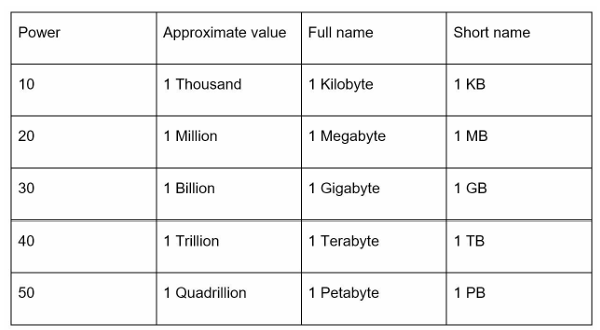 Power Approximate value Full name Short name
10 1 Thousand 1 Kilobyte 1 KB
20 1 Million 1 Megabyte 1 MB
30 1 Billion 1 Gigabyte 1 GB
40 1 Trillion 1 Terabyte 1 TB
50 1 Quadrillion 1 Petabyte 1 PB